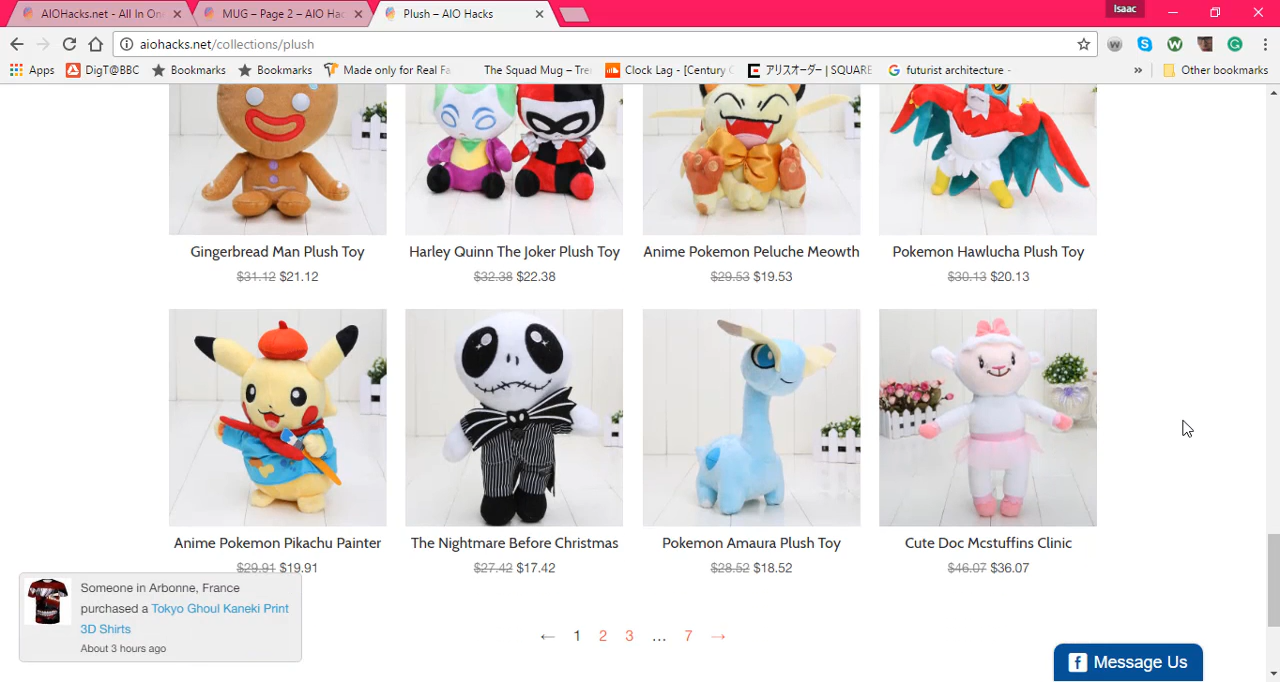 Isaac
AIOHacks.net - All In On
MUG – Page 2 – AIO Hac
Plush – AIO Hacks
aiohacks.net/collections/plush
Apps
DigT@BBC
Bookmarks
Bookmarks
Made only for Real Fa
The Squad Mug – Tre
Clock Lag - [Century C
アリスオーダー | SQUARE
futurist architecture -
»
Other bookmarks
Gingerbread Man Plush Toy
Harley Quinn The Joker Plush Toy
Anime Pokemon Peluche Meowth
Pokemon Hawlucha Plush Toy
$31.12 $21.12
$32.38 $22.38
$29.53 $19.53
$30.13 $20.13
Anime Pokemon Pikachu Painter
The Nightmare Before Christmas
Pokemon Amaura Plush Toy
Cute Doc Mcstuffins Clinic
$29.91 $19.91
$27.42 $17.42
$28.52 $18.52
$46.07 $36.07
Someone in Arbonne, France
purchased a Tokyo Ghoul Kaneki Print
3D Shirts
About 3 hours ago
← 1 2 3 … 7 →
Message Us